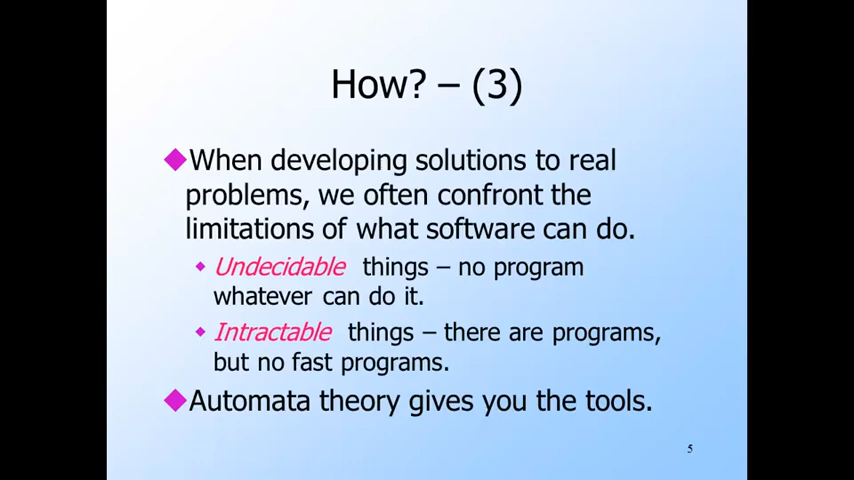 How? – (3)
When developing solutions to real
problems, we often confront the
limitations of what software can do.
Undecidable things – no program
whatever can do it.
Intractable things – there are programs,
but no fast programs.
Automata theory gives you the tools.
5